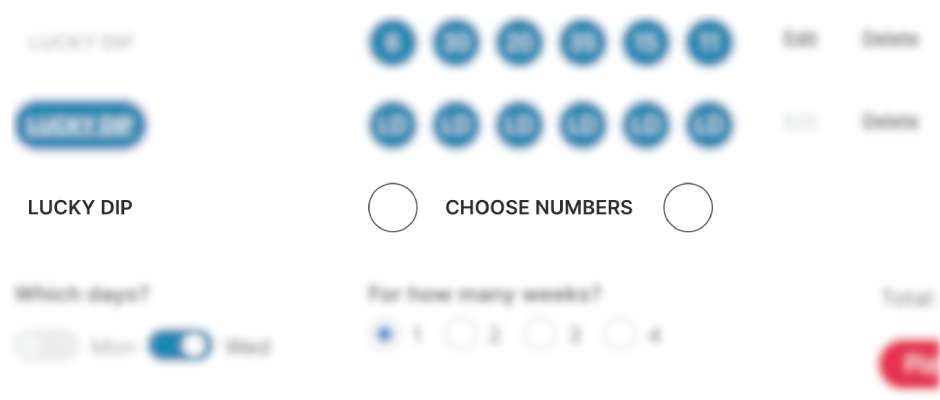 LUCKY DIP 6 30 20 35 15 11 Edit Delete
LUCKY DIP LD LD LD LD LD LD Edit Delete
LUCKY DIP CHOOSE NUMBERS
Which days? For how many weeks? Total:
Mon Wed 1 2 3 4